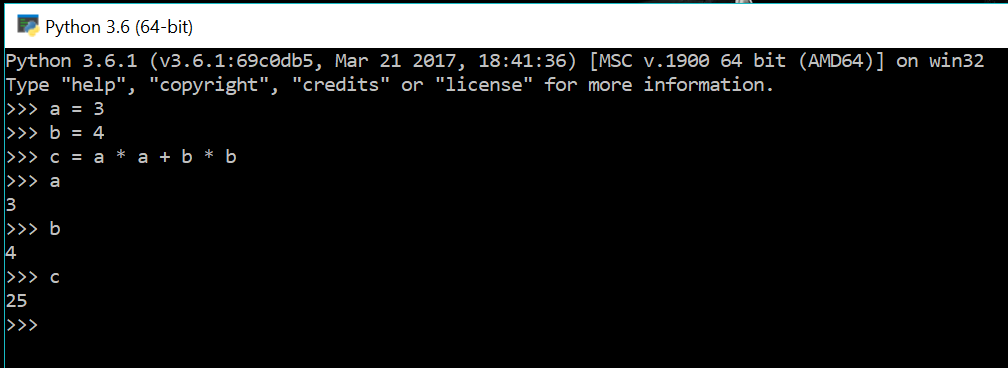 Python 3.6 (64-bit)
Python 3.6.1 (v3.6.1:69c0db5, Mar 21 2017, 18:41:36) [MSC v.1900 64 bit (AMD64)] on win32
Type "help", "copyright", "credits" or "license" for more information.
>>> a = 3
>>> b = 4
>>> c = a * a + b * b
>>> a
3
>>> b
4
>>> c
25
>>>